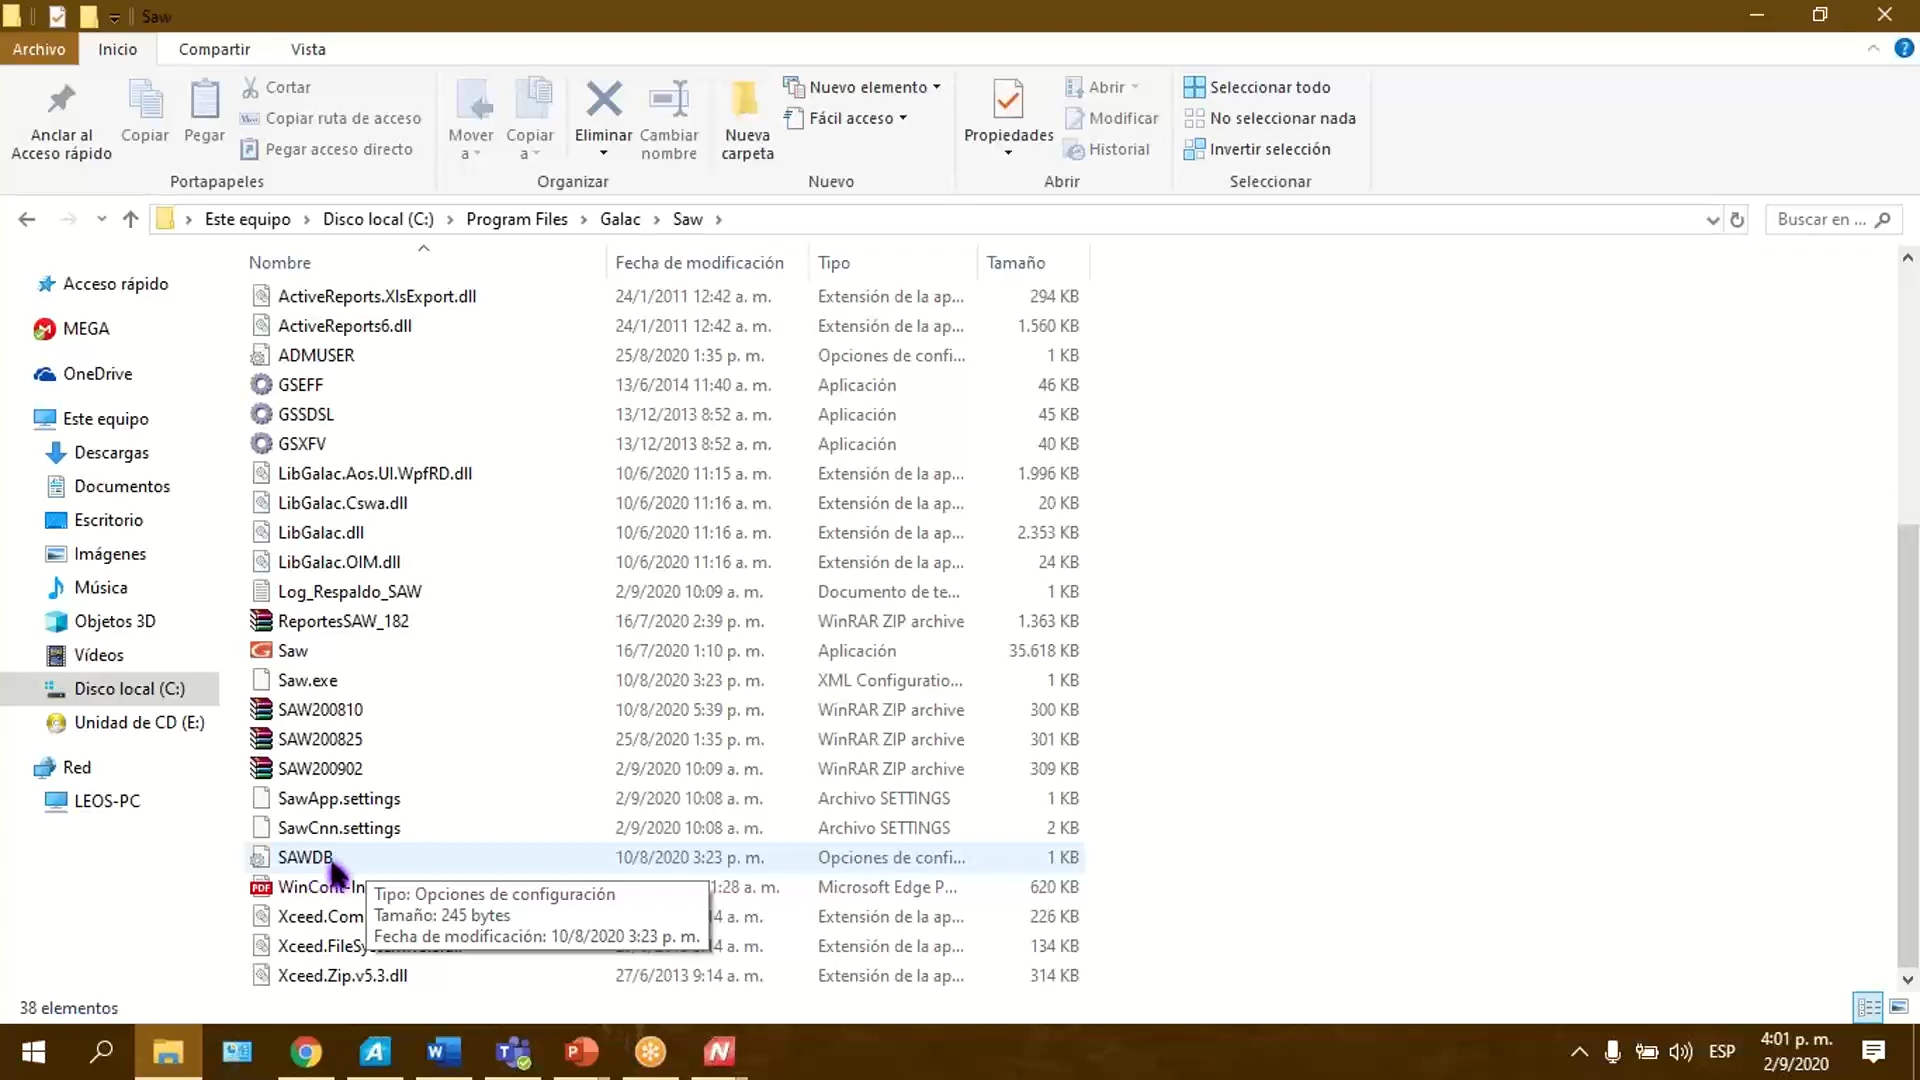 Saw
Archivo Inicio Compartir Vista
Anclar al Acceso rápido
Copiar
Pegar
Cortar
Copiar ruta de acceso
Pegar acceso directo
Portapapeles
Mover a
Copiar a
Eliminar
Cambiar nombre
Organizar
Nueva carpeta
Nuevo elemento
Fácil acceso
Nuevo
Propiedades
Abrir
Modificar
Historial
Abrir
Seleccionar todo
No seleccionar nada
Invertir selección
Seleccionar
Este equipo › Disco local (C:) › Program Files › Galac › Saw ›
Buscar en ...
Acceso rápido
MEGA
OneDrive
Este equipo
Descargas
Documentos
Escritorio
Imágenes
Música
Objetos 3D
Vídeos
Disco local (C:)
Unidad de CD (E:)
Red
LEOS-PC
Nombre Fecha de modificación Tipo Tamaño
ActiveReports.XlsExport.dll 24/1/2011 12:42 a. m. Extensión de la ap... 294 KB
ActiveReports6.dll 24/1/2011 12:42 a. m. Extensión de la ap... 1.560 KB
ADMUSER 25/8/2020 1:35 p. m. Opciones de confi... 1 KB
GSEFF 13/6/2014 11:40 a. m. Aplicación 46 KB
GSSDSL 13/12/2013 8:52 a. m. Aplicación 45 KB
GSXFV 13/12/2013 8:52 a. m. Aplicación 40 KB
LibGalac.Aos.UI.WpfRD.dll 10/6/2020 11:15 a. m. Extensión de la ap... 1.996 KB
LibGalac.Cswa.dll 10/6/2020 11:16 a. m. Extensión de la ap... 20 KB
LibGalac.dll 10/6/2020 11:16 a. m. Extensión de la ap... 2.353 KB
LibGalac.OIM.dll 10/6/2020 11:16 a. m. Extensión de la ap... 24 KB
Log_Respaldo_SAW 2/9/2020 10:09 a. m. Documento de te... 1 KB
ReportesSAW_182 16/7/2020 2:39 p. m. WinRAR ZIP archive 1.363 KB
Saw 16/7/2020 1:10 p. m. Aplicación 35.618 KB
Saw.exe 10/8/2020 3:23 p. m. XML Configuratio... 1 KB
SAW200810 10/8/2020 5:39 p. m. WinRAR ZIP archive 300 KB
SAW200825 25/8/2020 1:35 p. m. WinRAR ZIP archive 301 KB
SAW200902 2/9/2020 10:09 a. m. WinRAR ZIP archive 309 KB
SawApp.settings 2/9/2020 10:08 a. m. Archivo SETTINGS 1 KB
SawCnn.settings 2/9/2020 10:08 a. m. Archivo SETTINGS 2 KB
SAWDB 10/8/2020 3:23 p. m. Opciones de confi... 1 KB
1:28 a. m. Microsoft Edge P... 620 KB
Xceed.Com 4 a. m. Extensión de la ap... 226 KB
4 a. m. Extensión de la ap... 134 KB
Xceed.Zip.v5.3.dll 27/6/2013 9:14 a. m. Extensión de la ap... 314 KB
Tipo: Opciones de configuración
Tamaño: 245 bytes
Fecha de modificación: 10/8/2020 3:23 p. m.
38 elementos
ESP
4:01 p. m.
2/9/2020